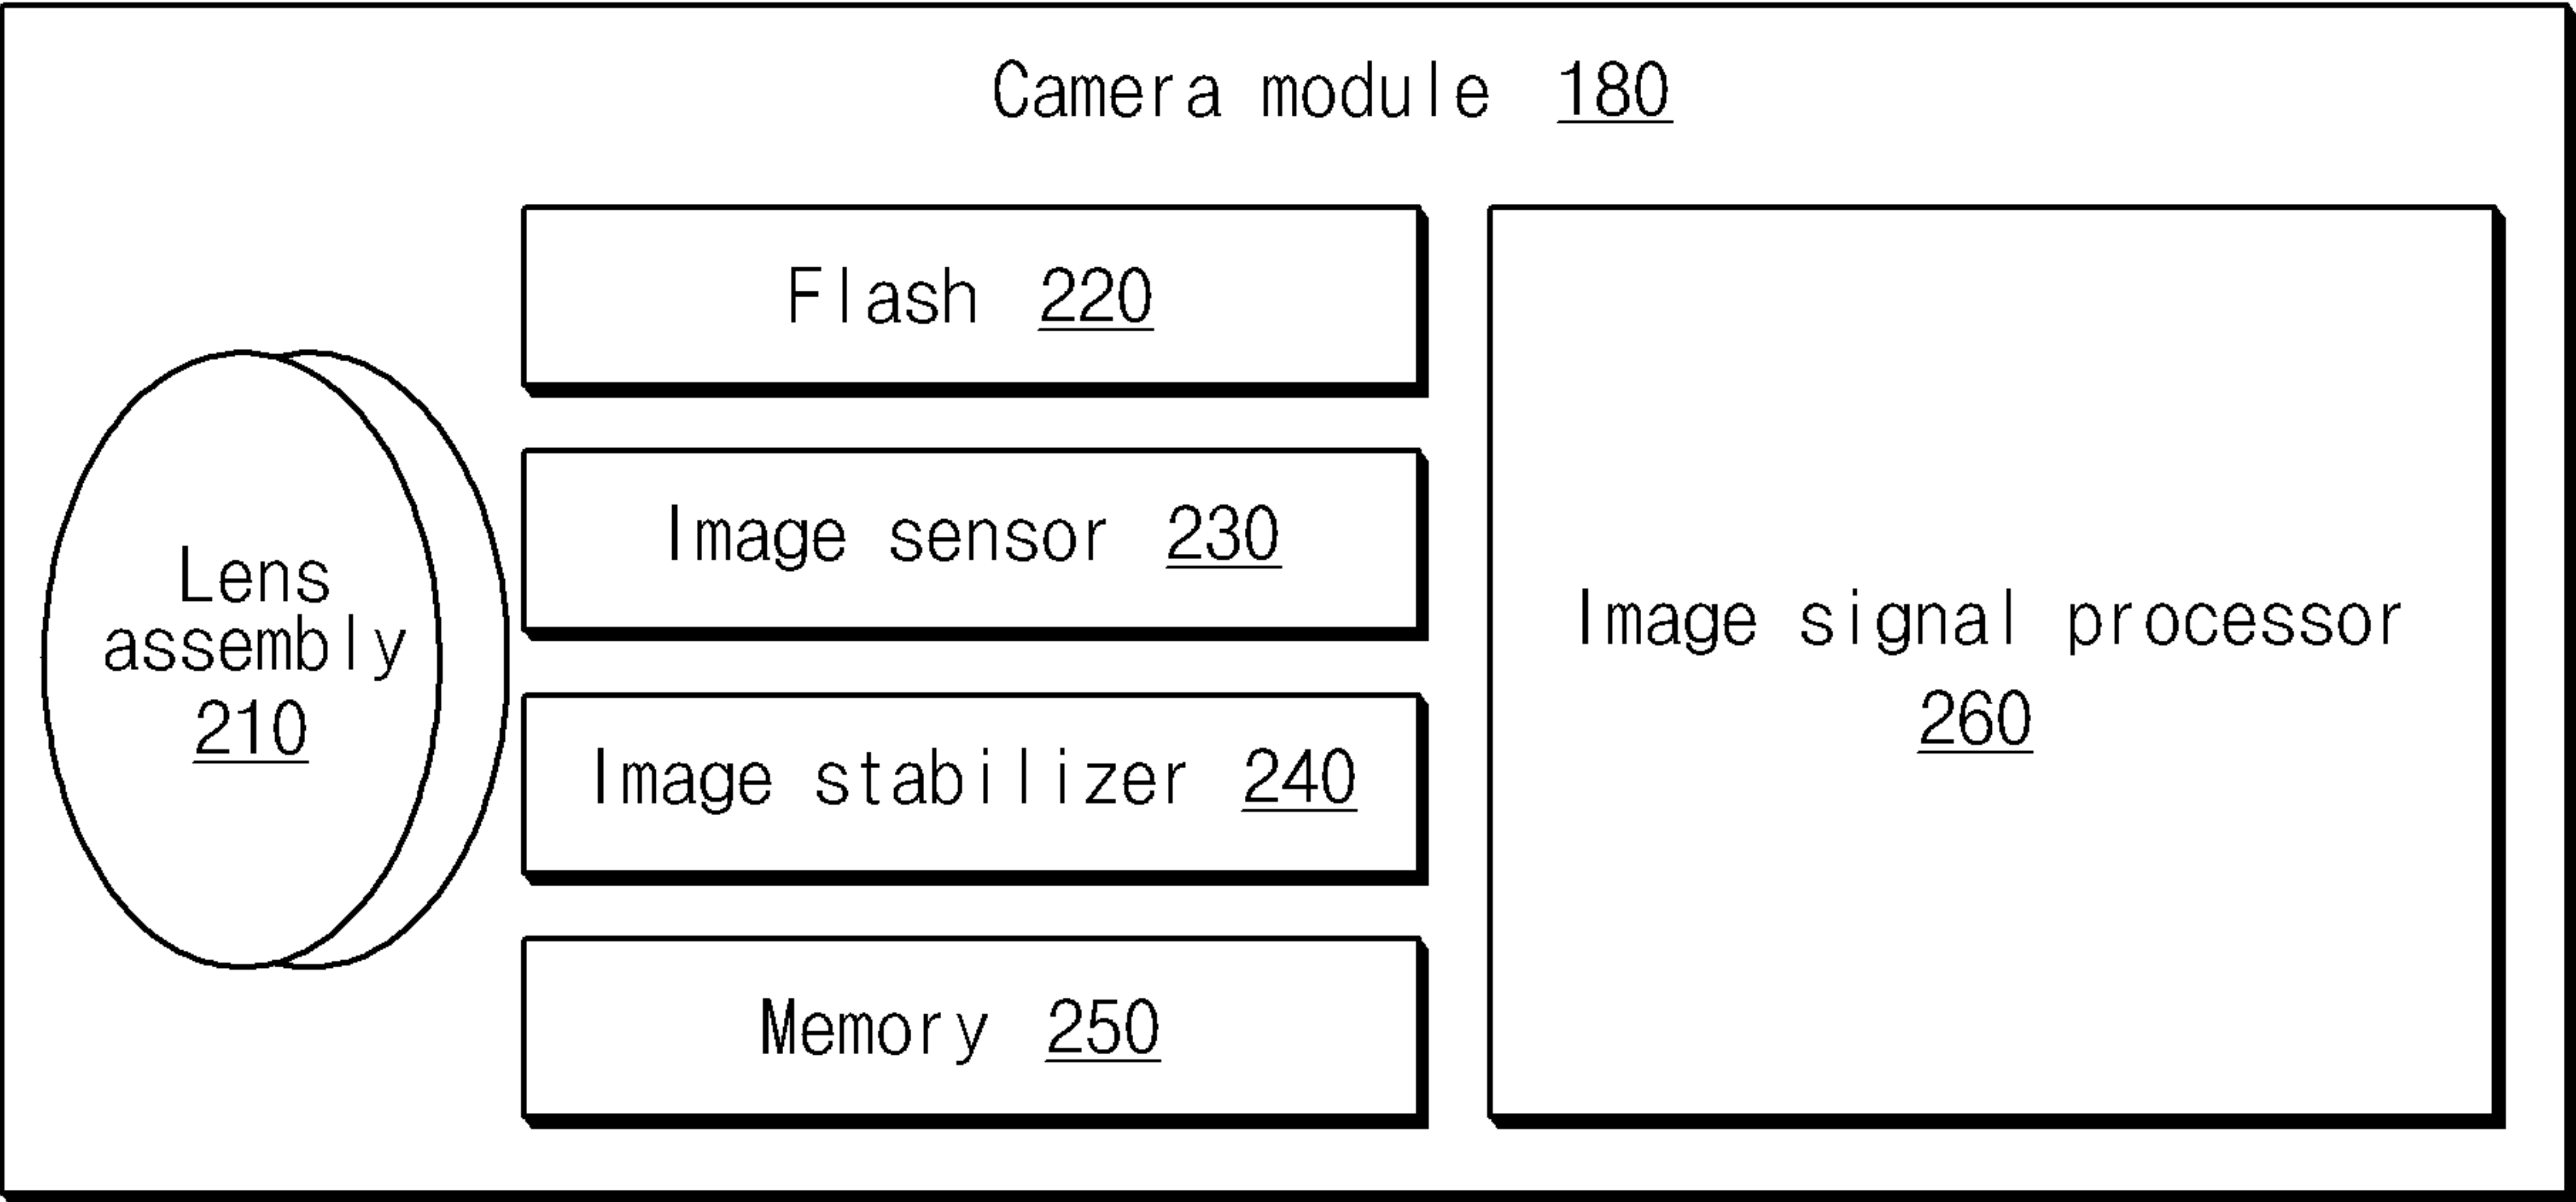 Camera module 180
Lens
assembly
210
Flash 220
Image sensor 230
Image stabilizer 240
Memory 250
Image signal processor
260